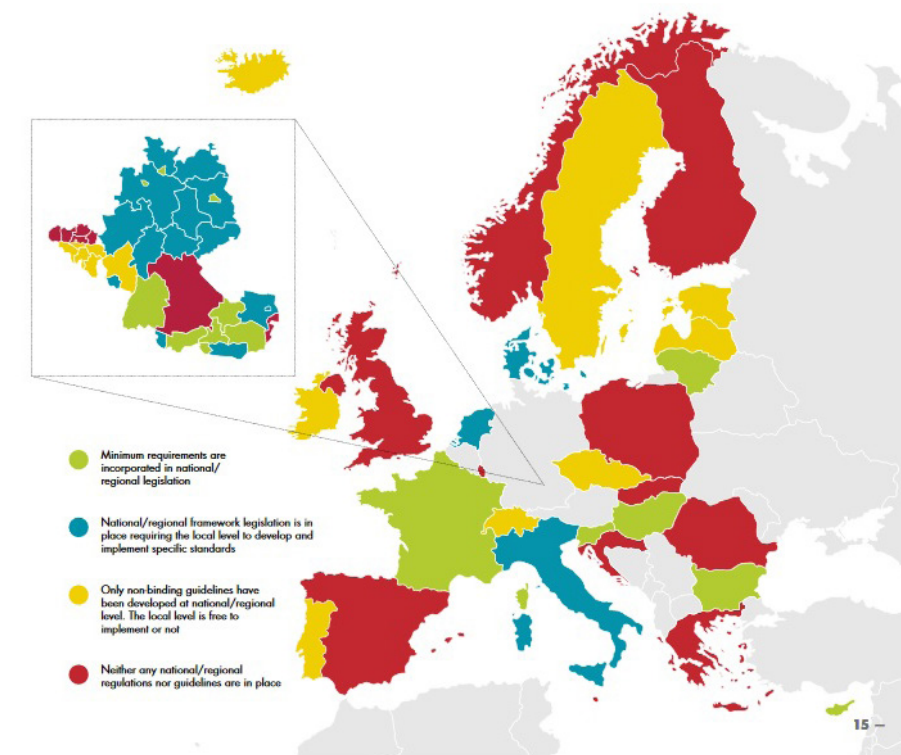 Minimum requirements are
incorporated in national/
regional legislation
National/regional framework legislation is in
place requiring the local level to develop and
implement specific standards
Only non-binding guidelines have
been developed at national/regional
level. The local level is free to
implement or not
Neither any national/regional
regulations nor guidelines are in place
15 –